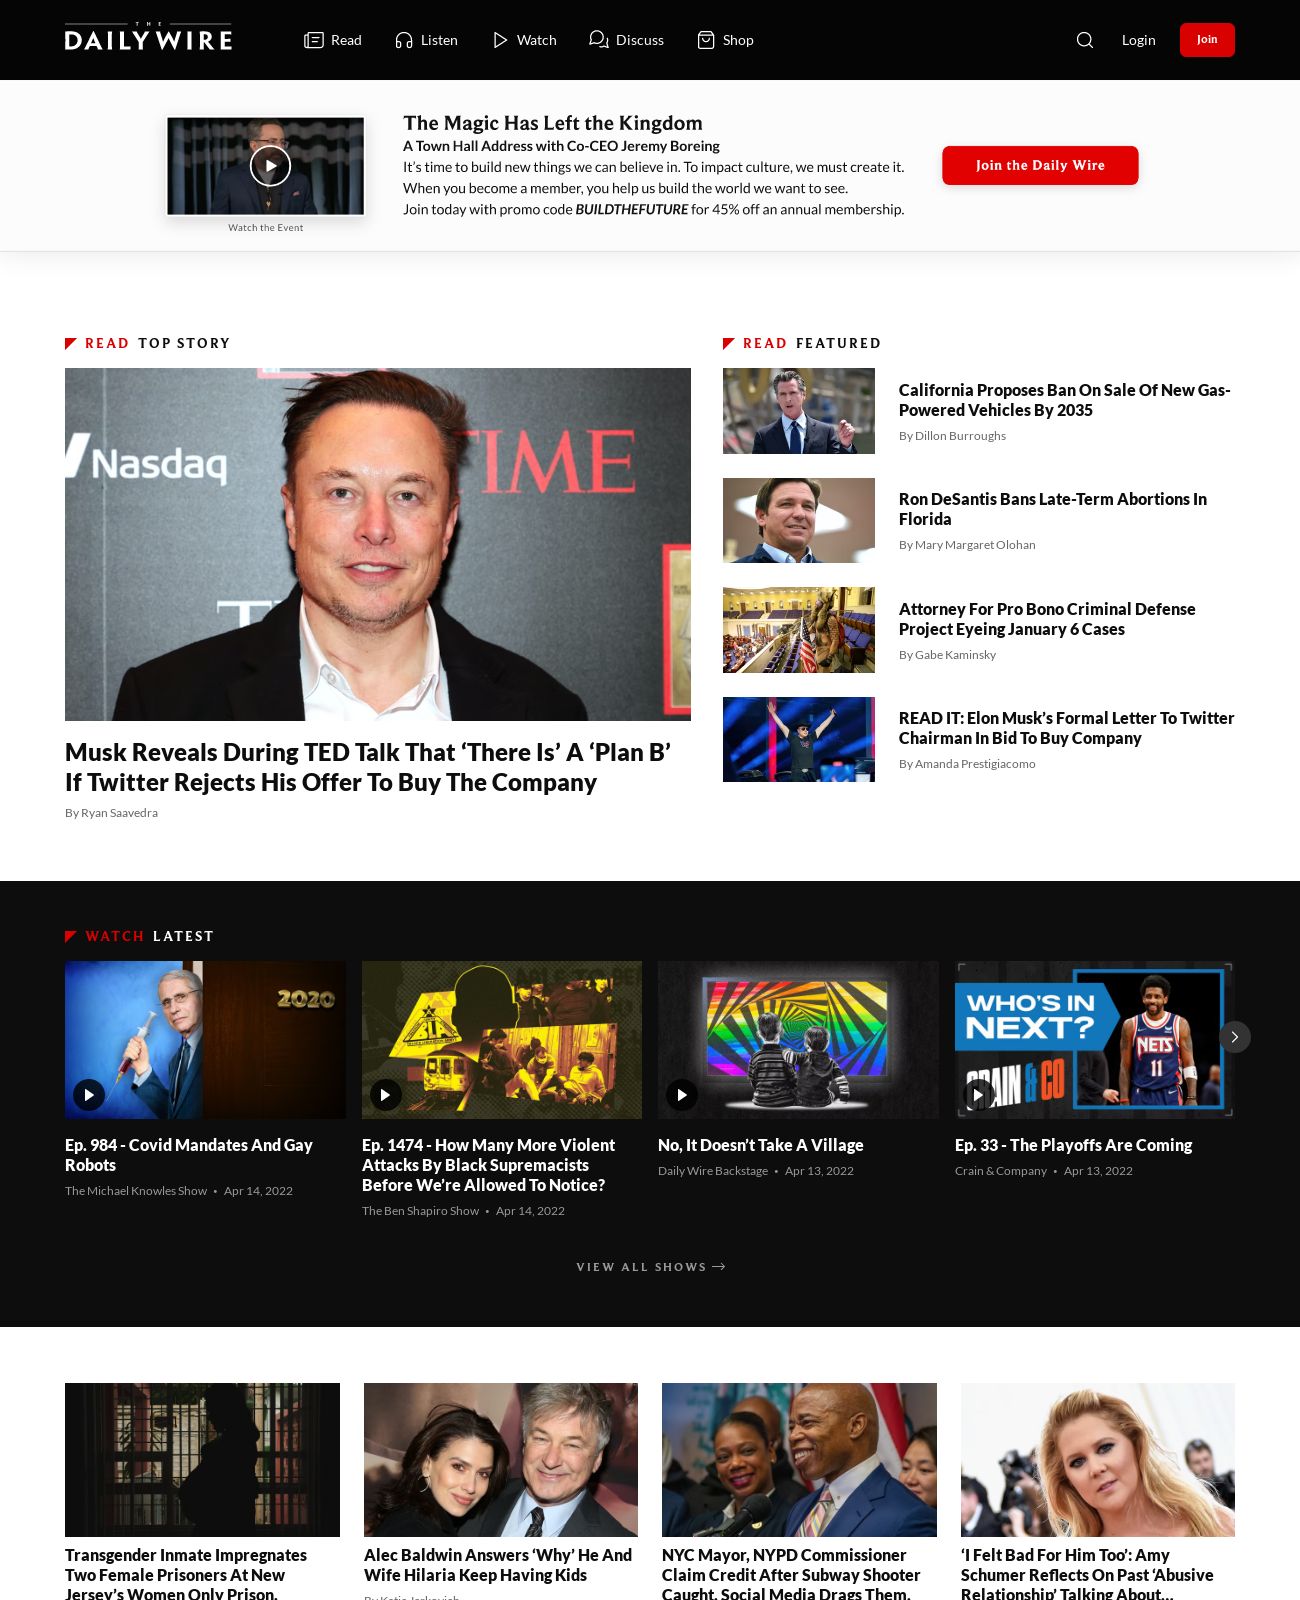 THE
DAILYWIRE
Read
Listen
Watch
Discuss
Shop
Login
Join
Watch the Event
The Magic Has Left the Kingdom
A Town Hall Address with Co-CEO Jeremy Boreing
It’s time to build new things we can believe in. To impact culture, we must create it.
When you become a member, you help us build the world we want to see.
Join today with promo code BUILDTHEFUTURE for 45% off an annual membership.
Join the Daily Wire
READ TOP STORY
Nasdaq
TIME
Musk Reveals During TED Talk That ‘There Is’ A ‘Plan B’
If Twitter Rejects His Offer To Buy The Company
By Ryan Saavedra
READ FEATURED
California Proposes Ban On Sale Of New Gas-
Powered Vehicles By 2035
By Dillon Burroughs
Ron DeSantis Bans Late-Term Abortions In
Florida
By Mary Margaret Olohan
Attorney For Pro Bono Criminal Defense
Project Eyeing January 6 Cases
By Gabe Kaminsky
READ IT: Elon Musk’s Formal Letter To Twitter
Chairman In Bid To Buy Company
By Amanda Prestigiacomo
WATCH LATEST
2020
Ep. 984 - Covid Mandates And Gay
Robots
The Michael Knowles Show • Apr 14, 2022
BLA
Ep. 1474 - How Many More Violent
Attacks By Black Supremacists
Before We’re Allowed To Notice?
The Ben Shapiro Show • Apr 14, 2022
No, It Doesn’t Take A Village
Daily Wire Backstage • Apr 13, 2022
WHO'S IN
NEXT?
CRAIN & CO
NETS
11
Ep. 33 - The Playoffs Are Coming
Crain & Company • Apr 13, 2022
VIEW ALL SHOWS
Transgender Inmate Impregnates
Two Female Prisoners At New
Jersey’s Women Only Prison.
Alec Baldwin Answers ‘Why’ He And
Wife Hilaria Keep Having Kids
By Katie Jerkovich
NYC Mayor, NYPD Commissioner
Claim Credit After Subway Shooter
Caught. Social Media Drags Them.
‘I Felt Bad For Him Too’: Amy
Schumer Reflects On Past ‘Abusive
Relationship’ Talking About…